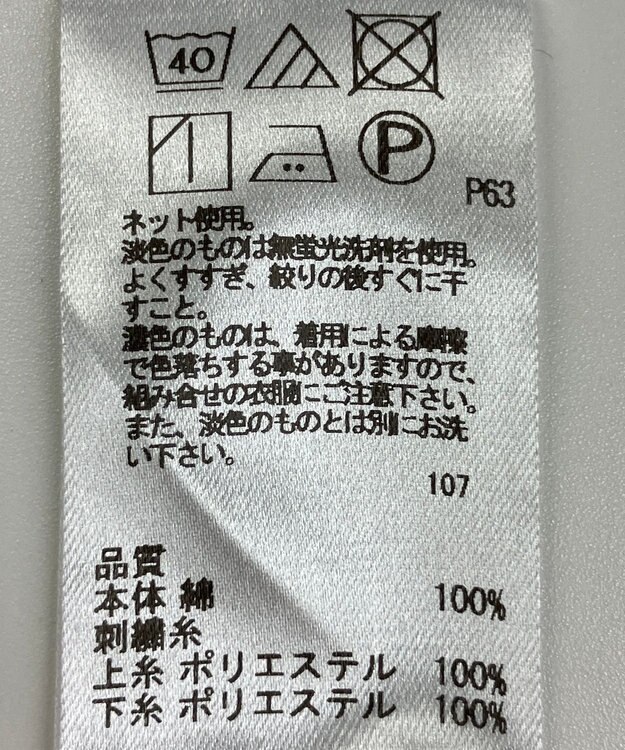 40
P
P63
ネット使用。
淡色のものは無蛍光洗剤を使用。
よくすすぎ、絞りの後すぐに干
すこと。
濃色のものは、着用による摩擦
で色落ちする事がありますので、
組み合せの衣服にご注意下さい。
また、淡色のものとは別にお洗
い下さい。
107
品質
本体 綿 100%
刺繍糸
上糸 ポリエステル 100%
下糸 ポリエステル 100%